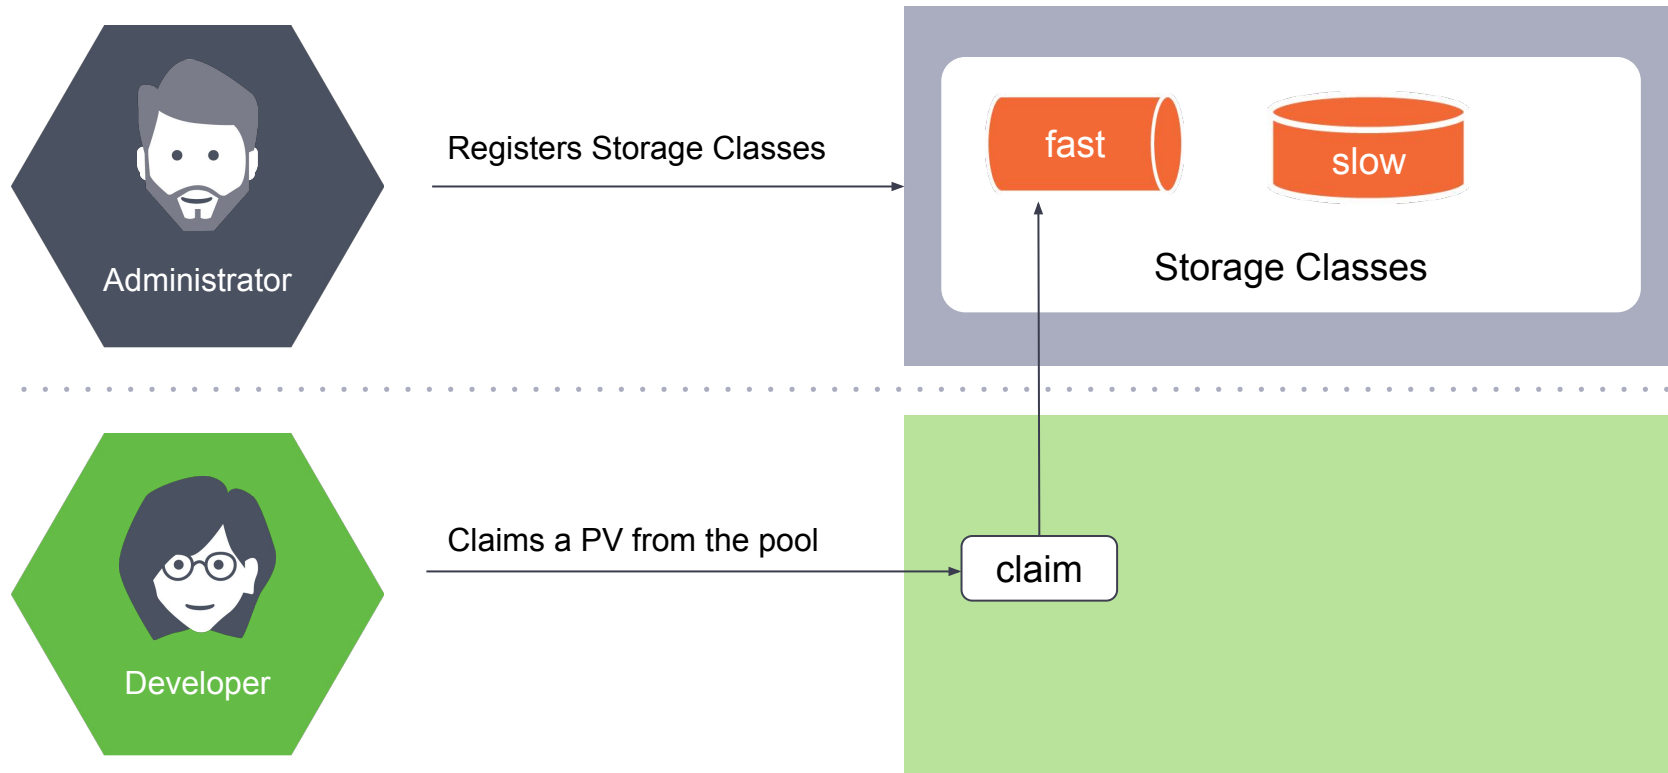 Registers Storage Classes
fast
slow
Administrator
Storage Classes
Claims a PV from the pool
claim
Developer